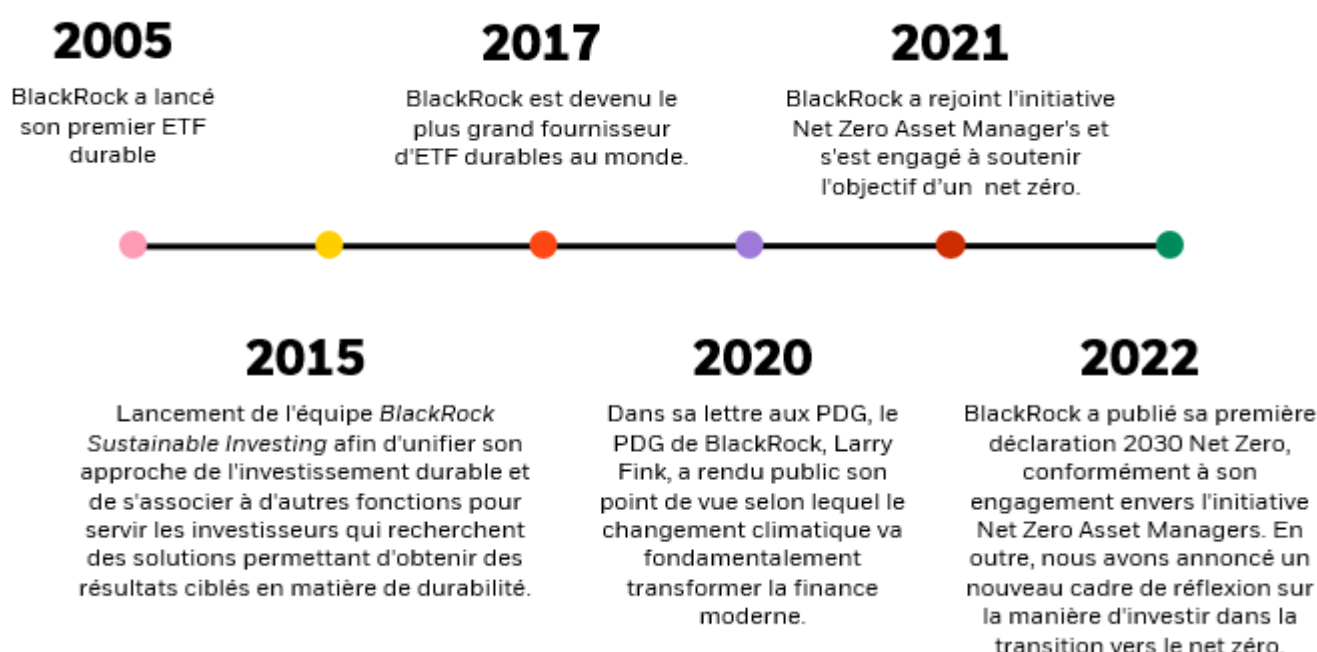 2005
BlackRock a lancé
son premier ETF
durable
2017
BlackRock est devenu le
plus grand fournisseur
d'ETF durables au monde.
2021
BlackRock a rejoint l'initiative
Net Zero Asset Manager's et
s'est engagé à soutenir
l'objectif d'un  net zéro.
2015
Lancement de l'équipe BlackRock
Sustainable Investing afin d'unifier son
approche de l'investissement durable et
de s'associer à d'autres fonctions pour
servir les investisseurs qui recherchent
des solutions permettant d'obtenir des
résultats ciblés en matière de durabilité.
2020
Dans sa lettre aux PDG, le
PDG de BlackRock, Larry
Fink, a rendu public son
point de vue selon lequel le
changement climatique va
fondamentalement
transformer la finance
moderne.
2022
BlackRock a publié sa première
déclaration 2030 Net Zero,
conformément à son
engagement envers l'initiative
Net Zero Asset Managers. En
outre, nous avons annoncé un
nouveau cadre de réflexion sur
la manière d'investir dans la
transition vers le net zéro.